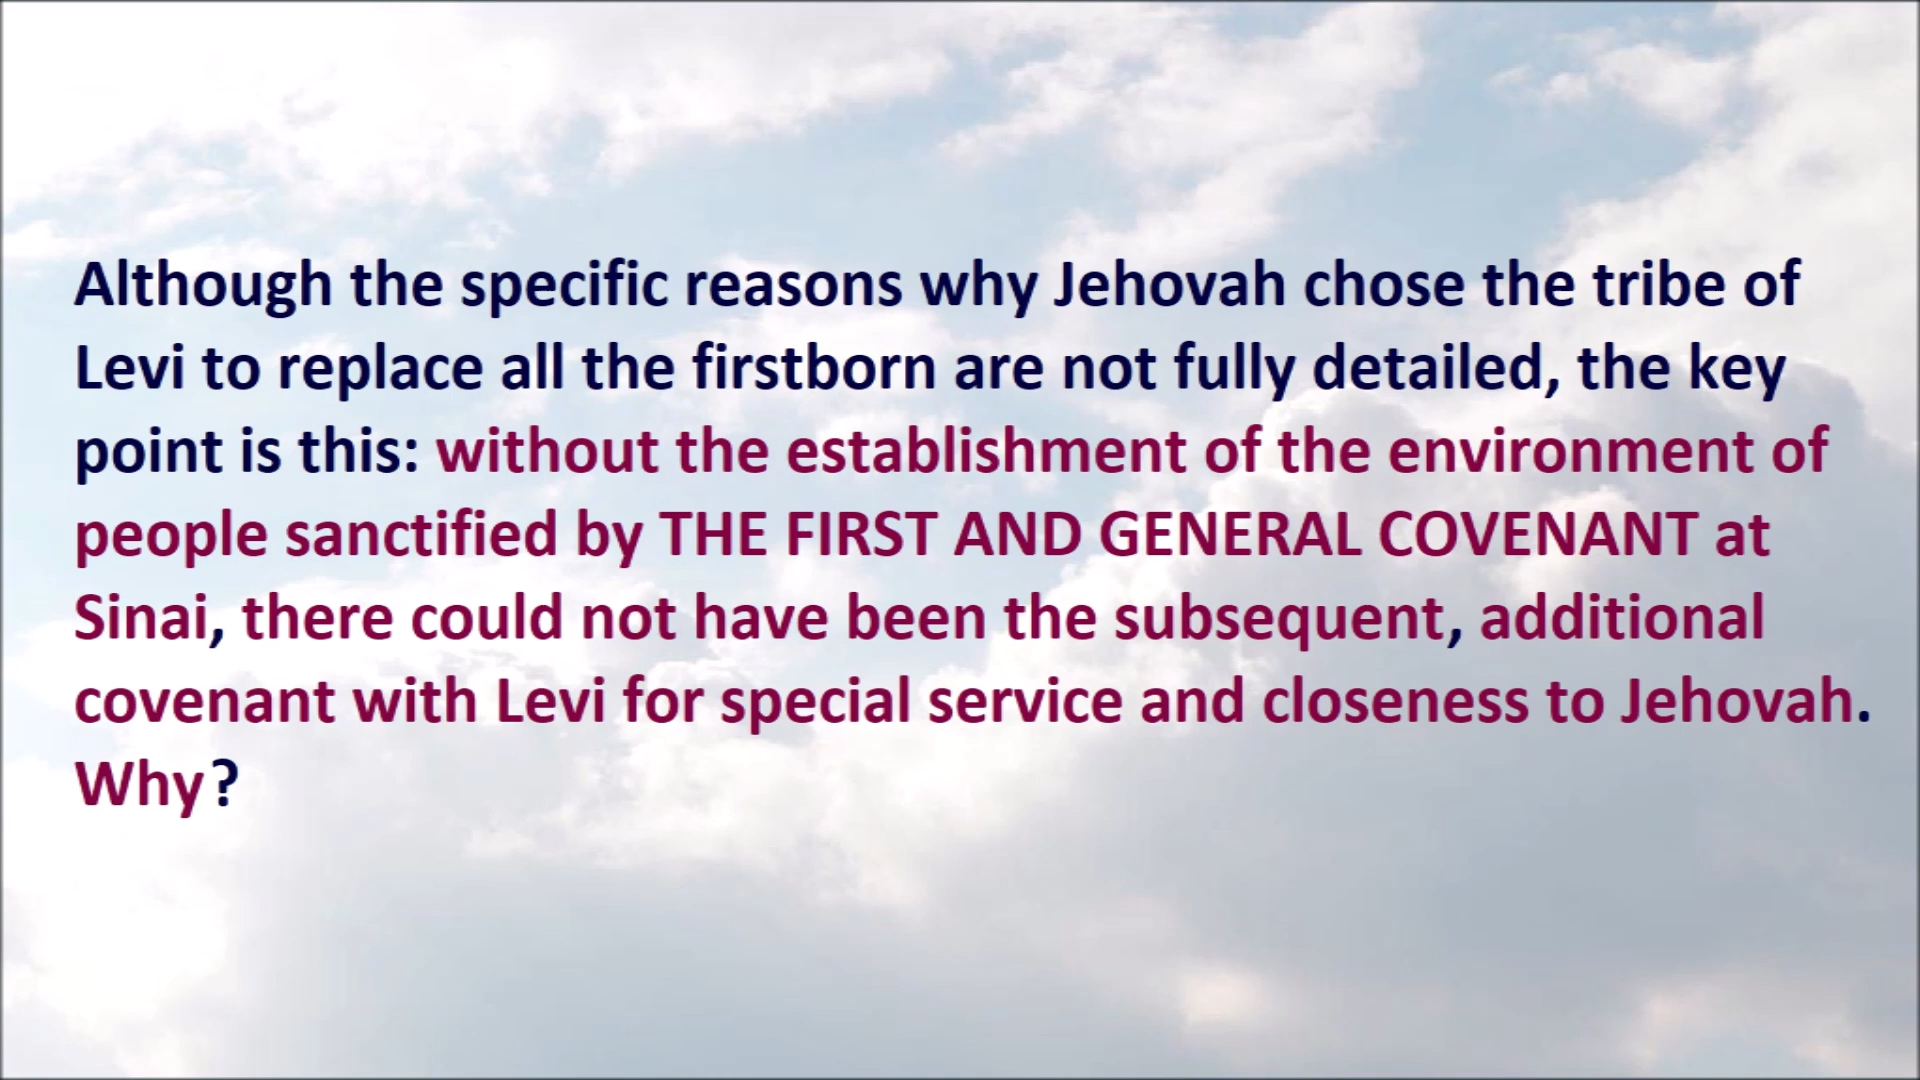 Although the specific reasons why Jehovah chose the tribe of
Levi to replace all the firstborn are not fully detailed, the key
point is this: without the establishment of the environment of
people sanctified by THE FIRST AND GENERAL COVENANT at
Sinai, there could not have been the subsequent, additional
covenant with Levi for special service and closeness to Jehovah.
Why?